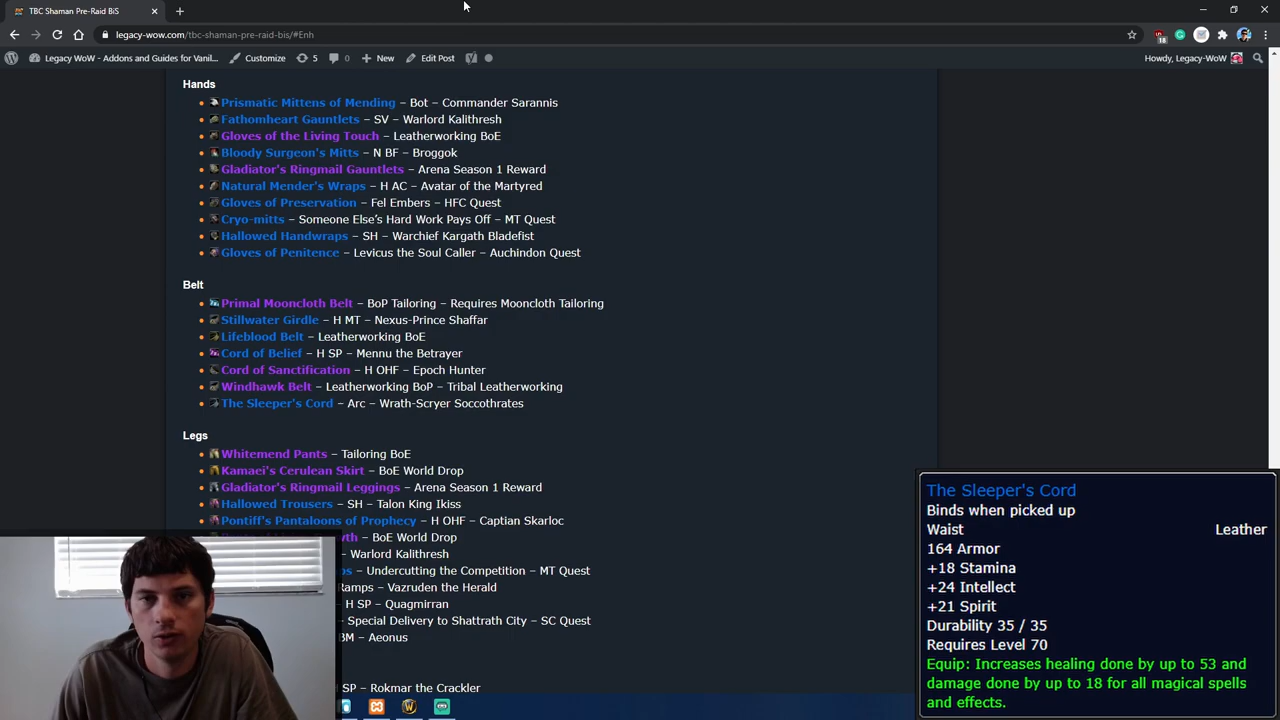 TBC Shaman Pre-Raid BiS
legacy-wow.com/tbc-shaman-pre-raid-bis/#Enh
18
Legacy WoW - Addons and Guides for Vanil...
Customize
5
0
New
Edit Post
Howdy, Legacy-WoW
Hands
Prismatic Mittens of Mending – Bot – Commander Sarannis
Fathomheart Gauntlets – SV – Warlord Kalithresh
Gloves of the Living Touch – Leatherworking BoE
Bloody Surgeon's Mitts – N BF – Broggok
Gladiator's Ringmail Gauntlets – Arena Season 1 Reward
Natural Mender's Wraps – H AC – Avatar of the Martyred
Gloves of Preservation – Fel Embers – HFC Quest
Cryo-mitts – Someone Else's Hard Work Pays Off – MT Quest
Hallowed Handwraps – SH – Warchief Kargath Bladefist
Gloves of Penitence – Levicus the Soul Caller – Auchindon Quest
Belt
Primal Mooncloth Belt – BoP Tailoring – Requires Mooncloth Tailoring
Stillwater Girdle – H MT – Nexus-Prince Shaffar
Lifeblood Belt – Leatherworking BoE
Cord of Belief – H SP – Mennu the Betrayer
Cord of Sanctification – H OHF – Epoch Hunter
Windhawk Belt – Leatherworking BoP – Tribal Leatherworking
The Sleeper's Cord – Arc – Wrath-Scryer Soccothrates
Legs
Whitemend Pants – Tailoring BoE
Kamaei's Cerulean Skirt – BoE World Drop
Gladiator's Ringmail Leggings – Arena Season 1 Reward
Hallowed Trousers – SH – Talon King Ikiss
Pontiff's Pantaloons of Prophecy – H OHF – Captian Skarloc
– BoE World Drop
Warlord Kalithresh
– Undercutting the Competition – MT Quest
Ramps – Vazruden the Herald
H SP – Quagmirran
Special Delivery to Shattrath City – SC Quest
BM – Aeonus
SP – Rokmar the Crackler
The Sleeper's Cord
Binds when picked up
Waist Leather
164 Armor
+18 Stamina
+24 Intellect
+21 Spirit
Durability 35 / 35
Requires Level 70
Equip: Increases healing done by up to 53 and
damage done by up to 18 for all magical spells
and effects.